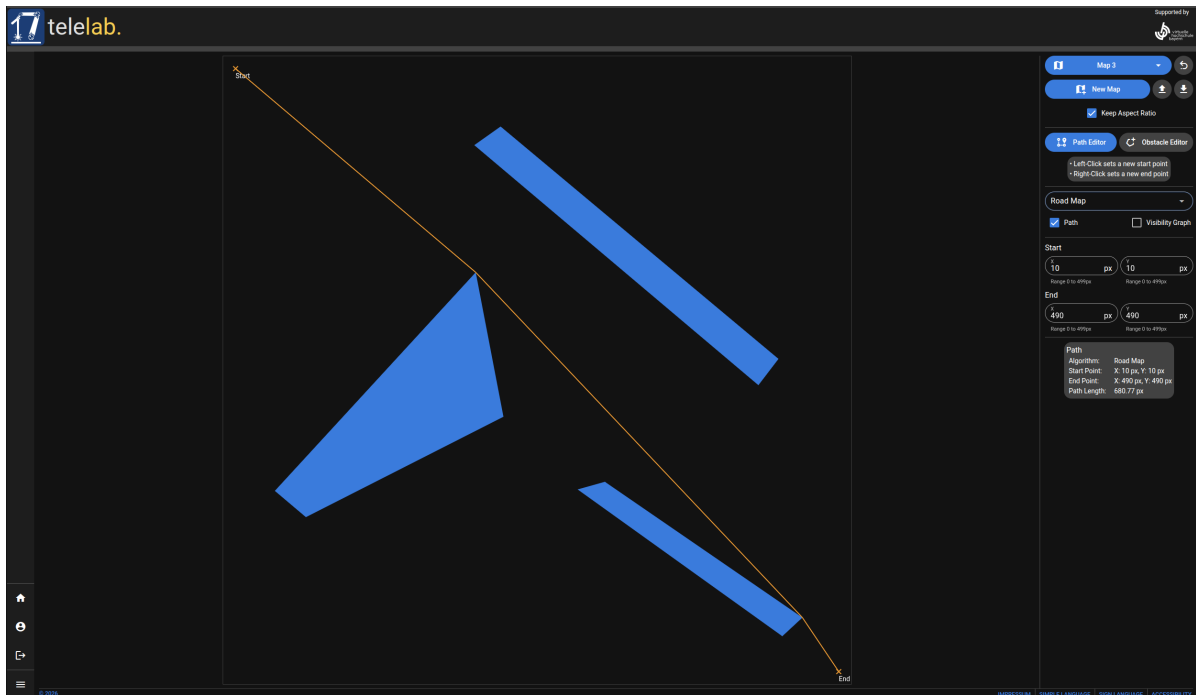 Supported by
17 telelab.
virtuelle
hochschule
bayern
Start
Map 3
New Map
Keep Aspect Ratio
Path Editor
Obstacle Editor
• Left-Click sets a new start point
• Right-Click sets a new end point
Road Map
Path
Visibility Graph
Start
X
10 px
Y
10 px
Range 0 to 499px
Range 0 to 499px
End
X
490 px
Y
490 px
Range 0 to 499px
Range 0 to 499px
Path
Algorithm: Road Map
Start Point: X: 10 px, Y: 10 px
End Point: X: 490 px, Y: 490 px
Path Length: 680.77 px
End
© 2026
IMPRESSUM
SIMPLE LANGUAGE
SIGN LANGUAGE
ACCESSIBILITY